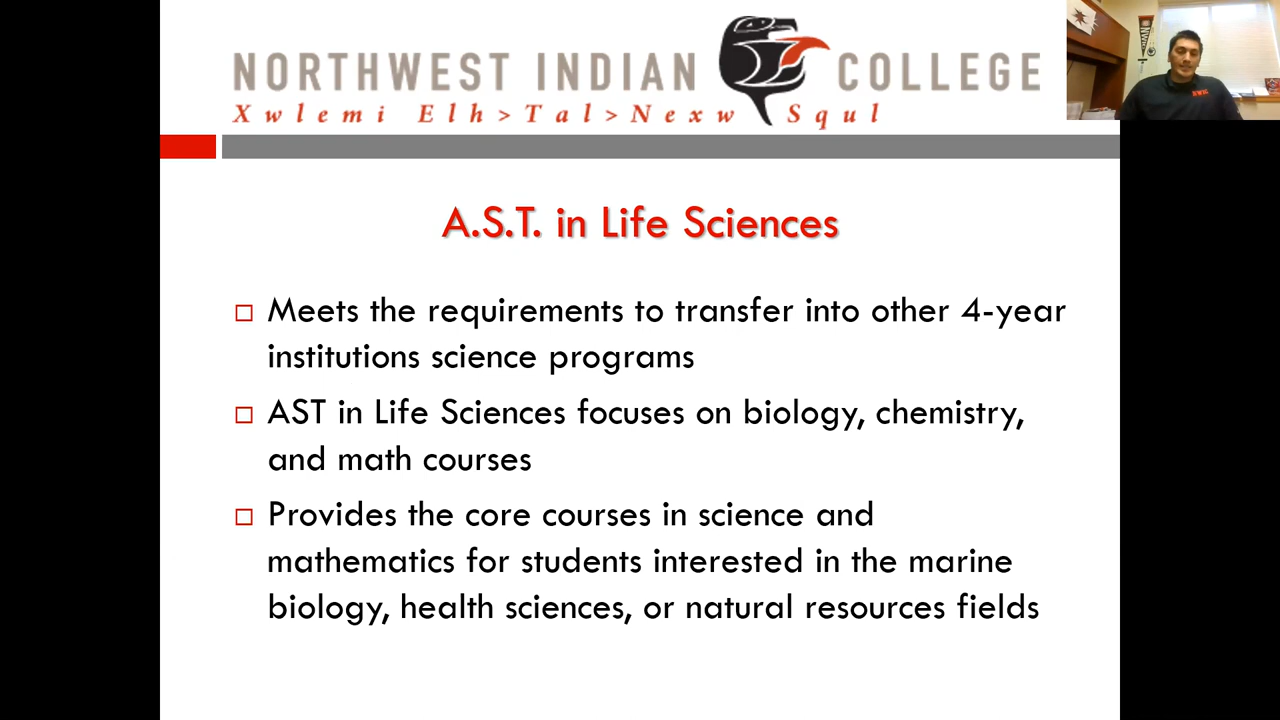 NORTHWEST INDIAN COLLEGE
Xwlemi Elh>Tal>Nexw Squl
A.S.T. in Life Sciences
Meets the requirements to transfer into other 4-year
institutions science programs
AST in Life Sciences focuses on biology, chemistry,
and math courses
Provides the core courses in science and
mathematics for students interested in the marine
biology, health sciences, or natural resources fields